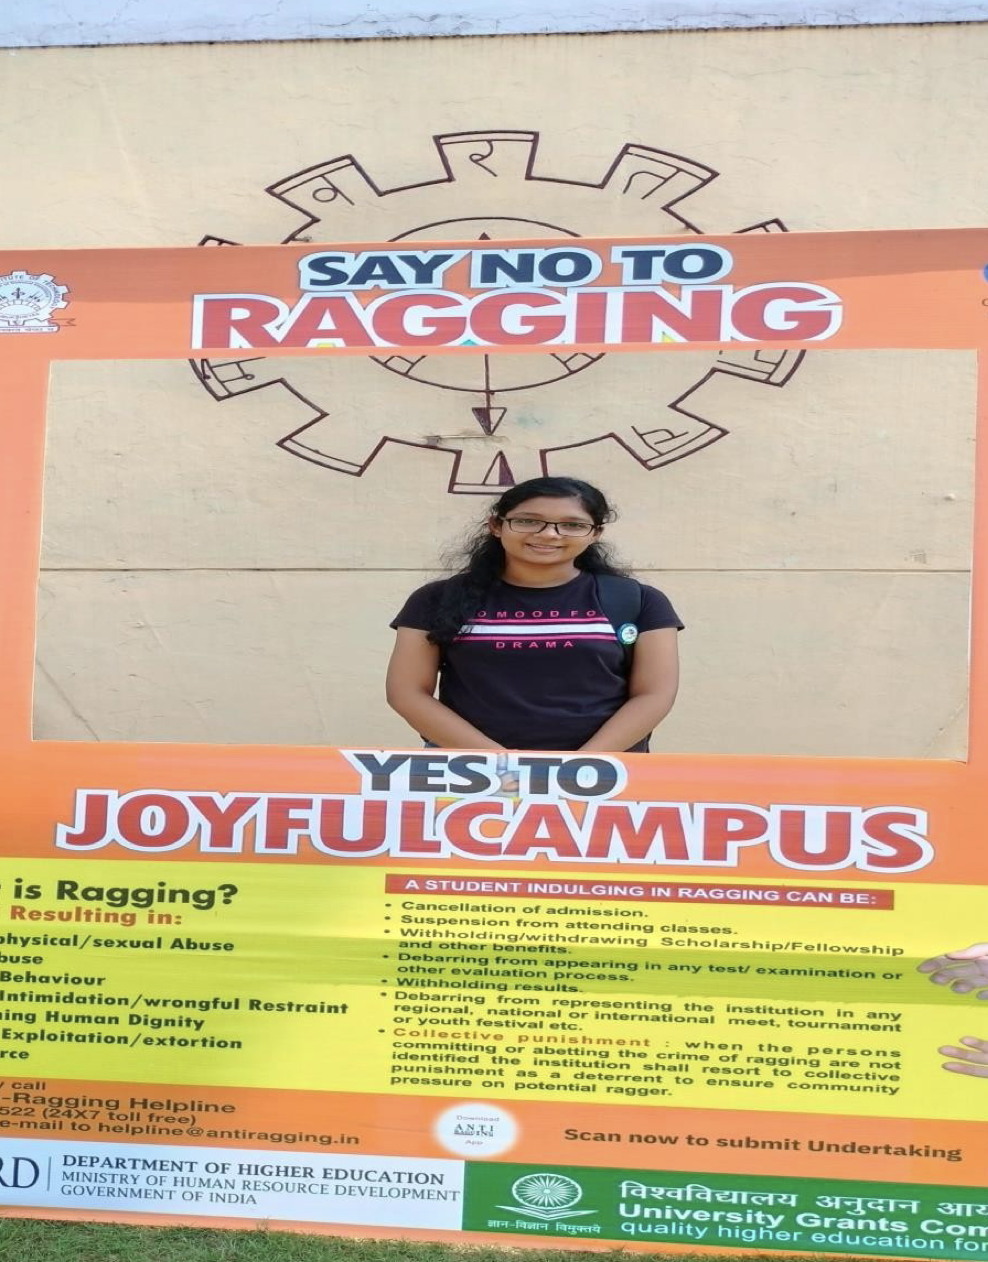 व र त
SAY NO TO
RAGGING
O MOOD FO
DRAMA
YES TO
JOYFULCAMPUS
is Ragging?
Resulting in:
physical/sexual Abuse
buse
Behaviour
Intimidation/wrongful Restraint
ing Human Dignity
Exploitation/extortion
rce
A STUDENT INDULGING IN RAGGING CAN BE:
• Cancellation of admission.
• Suspension from attending classes.
• Withholding/withdrawing Scholarship/Fellowship
and other benefits.
• Debarring from appearing in any test/ examination or
other evaluation process.
• Withholding results.
• Debarring from representing the institution in any
regional, national or international meet, tournament
or youth festival etc.
• Collective punishment : when the persons
committing or abetting the crime of ragging are not
identified the institution shall resort to collective
punishment as a deterrent to ensure community
pressure on potential ragger.
call
-Ragging Helpline
522 (24X7 toll free)
e-mail to helpline@antiragging.in
Download
ANTI
RAGGING
App
Scan now to submit Undertaking
RD
DEPARTMENT OF HIGHER EDUCATION
MINISTRY OF HUMAN RESOURCE DEVELOPMENT
GOVERNMENT OF INDIA
ज्ञान-विज्ञान विमुक्तये
विश्वविद्यालय अनुदान आय
University Grants Com
quality higher education for